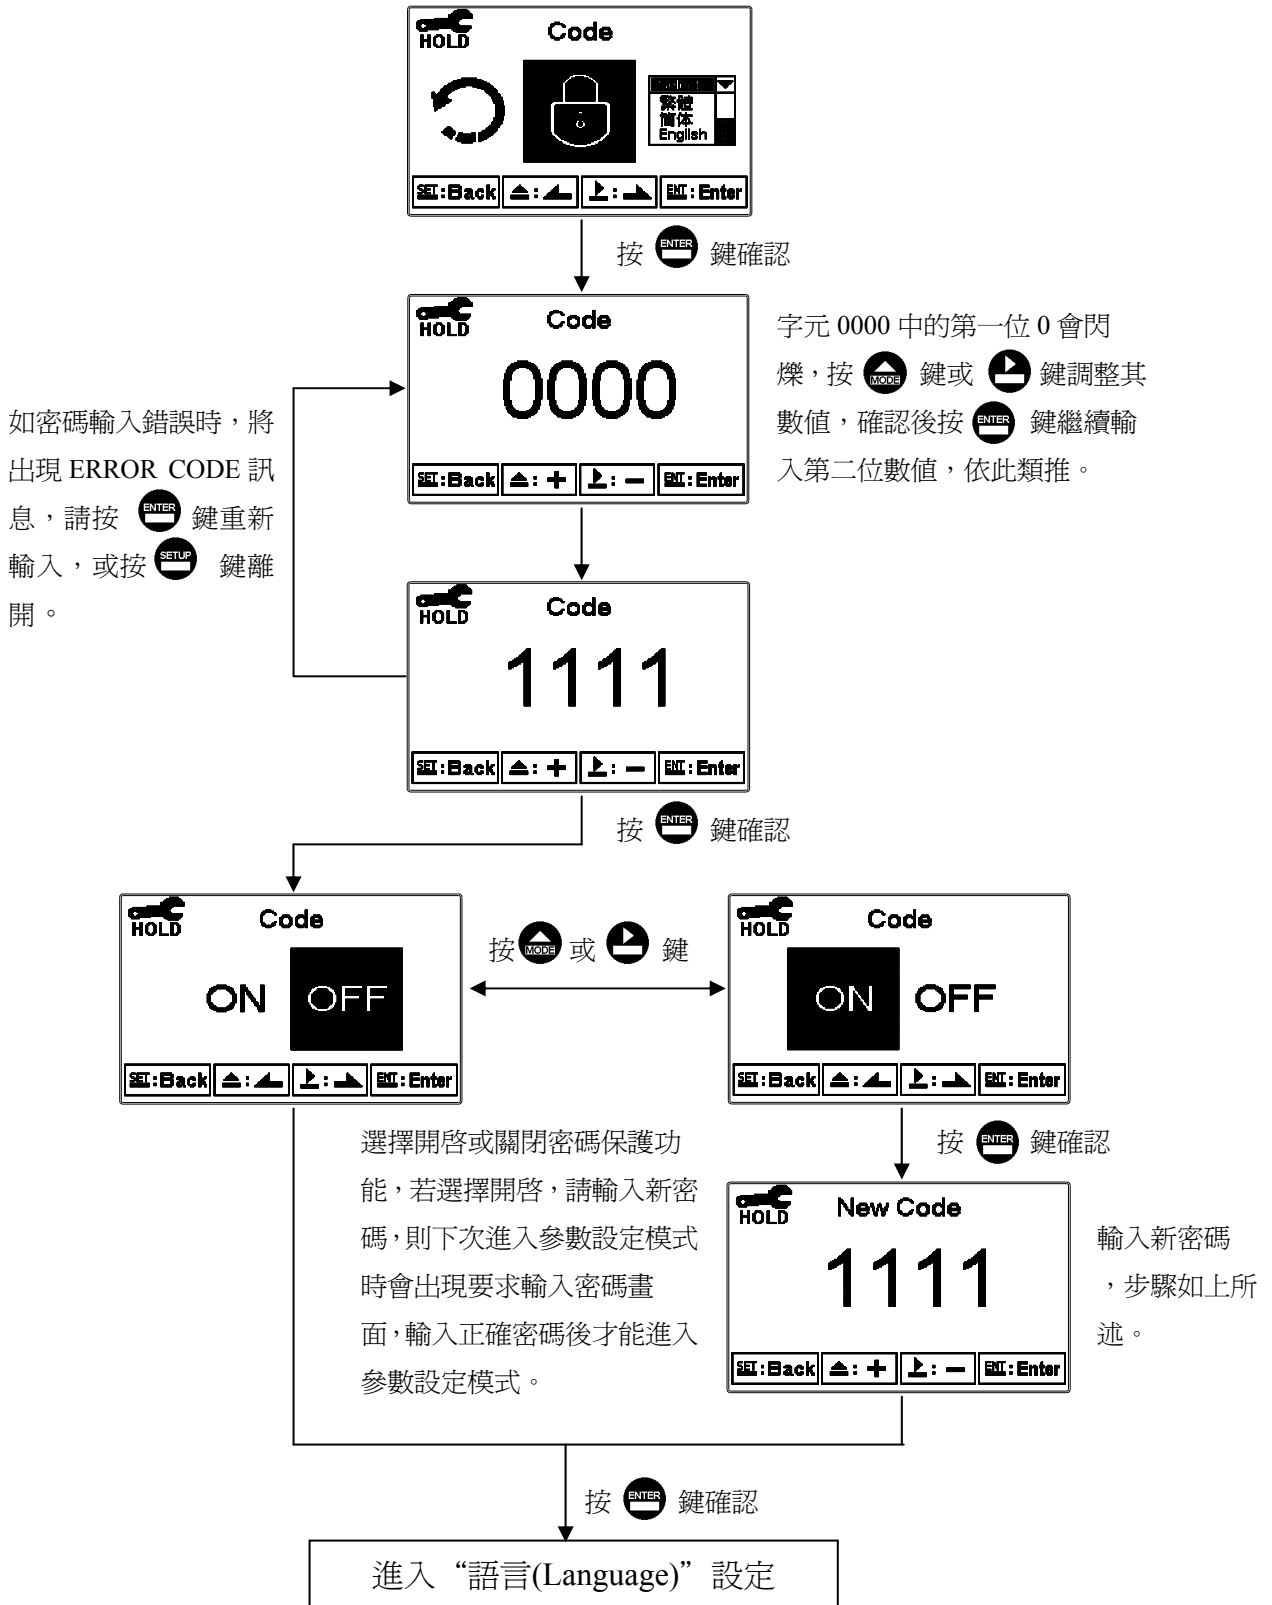 HOLD Code
繁體
简体
English
SET:Back ENT:Enter
按 ENTER 鍵確認
HOLD Code
0000
SET:Back : + : - ENT:Enter
字元 0000 中的第一位 0 會閃
爍，按 MODE 鍵或 鍵調整其
數值，確認後按 ENTER 鍵繼續輸
入第二位數值，依此類推。
如密碼輸入錯誤時，將
出現 ERROR CODE 訊
息，請按 ENTER 鍵重新
輸入，或按 SETUP 鍵離
開。
HOLD Code
1111
SET:Back : + : - ENT:Enter
按 ENTER 鍵確認
HOLD Code
ON OFF
SET:Back : : ENT:Enter
按 MODE 或 鍵
HOLD Code
ON OFF
SET:Back : : ENT:Enter
按 ENTER 鍵確認
選擇開啓或關閉密碼保護功
能，若選擇開啓，請輸入新密
碼，則下次進入參數設定模式
時會出現要求輸入密碼畫
面，輸入正確密碼後才能進入
參數設定模式。
HOLD New Code
1111
SET:Back : + : - ENT:Enter
輸入新密碼
，步驟如上所
述。
按 ENTER 鍵確認
進入“語言(Language)”設定